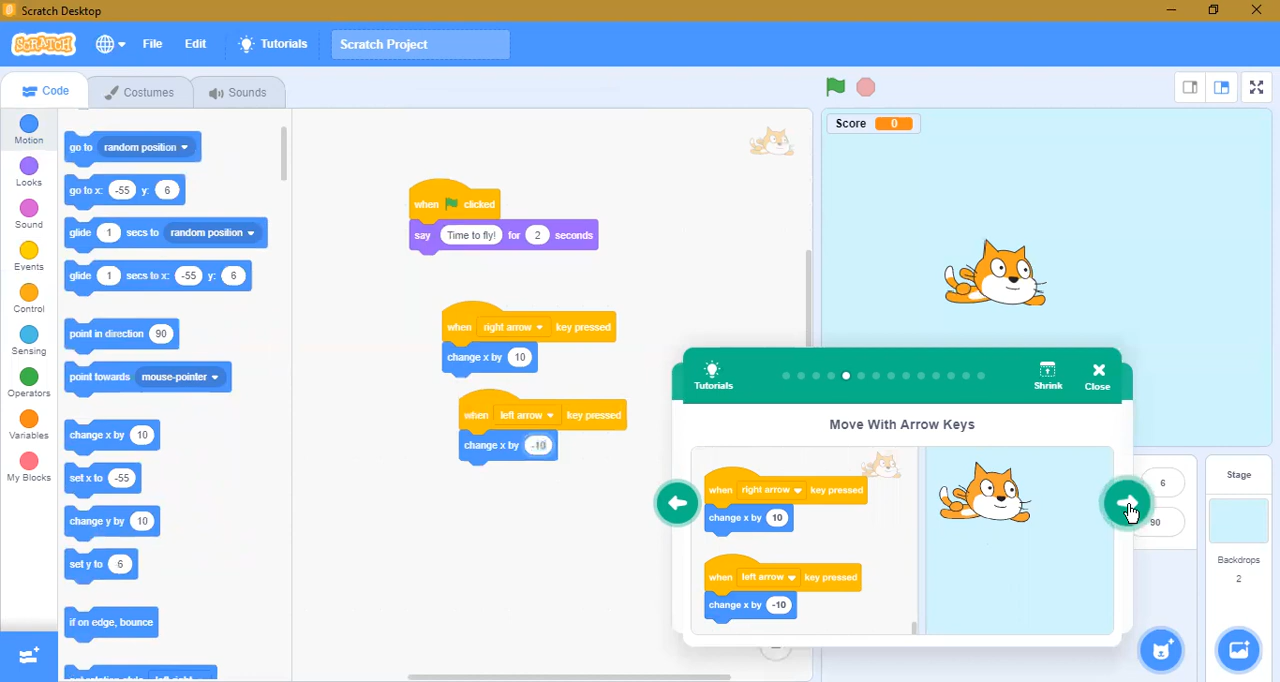 Scratch Desktop
SCRATCH File Edit Tutorials Scratch Project
Code Costumes Sounds
Motion
Looks
Sound
Events
Control
Sensing
Operators
Variables
My Blocks
go to random position
go to x: -55 y: 6
glide 1 secs to random position
glide 1 secs to x: -55 y: 6
point in direction 90
point towards mouse-pointer
change x by 10
set x to -55
change y by 10
set y to 6
if on edge, bounce
when clicked
say Time to fly! for 2 seconds
when right arrow key pressed
change x by 10
when left arrow key pressed
change x by -10
Score 0
Tutorials Shrink Close
Move With Arrow Keys
when right arrow key pressed
change x by 10
when left arrow key pressed
change x by -10
6
90
Stage
Backdrops
2